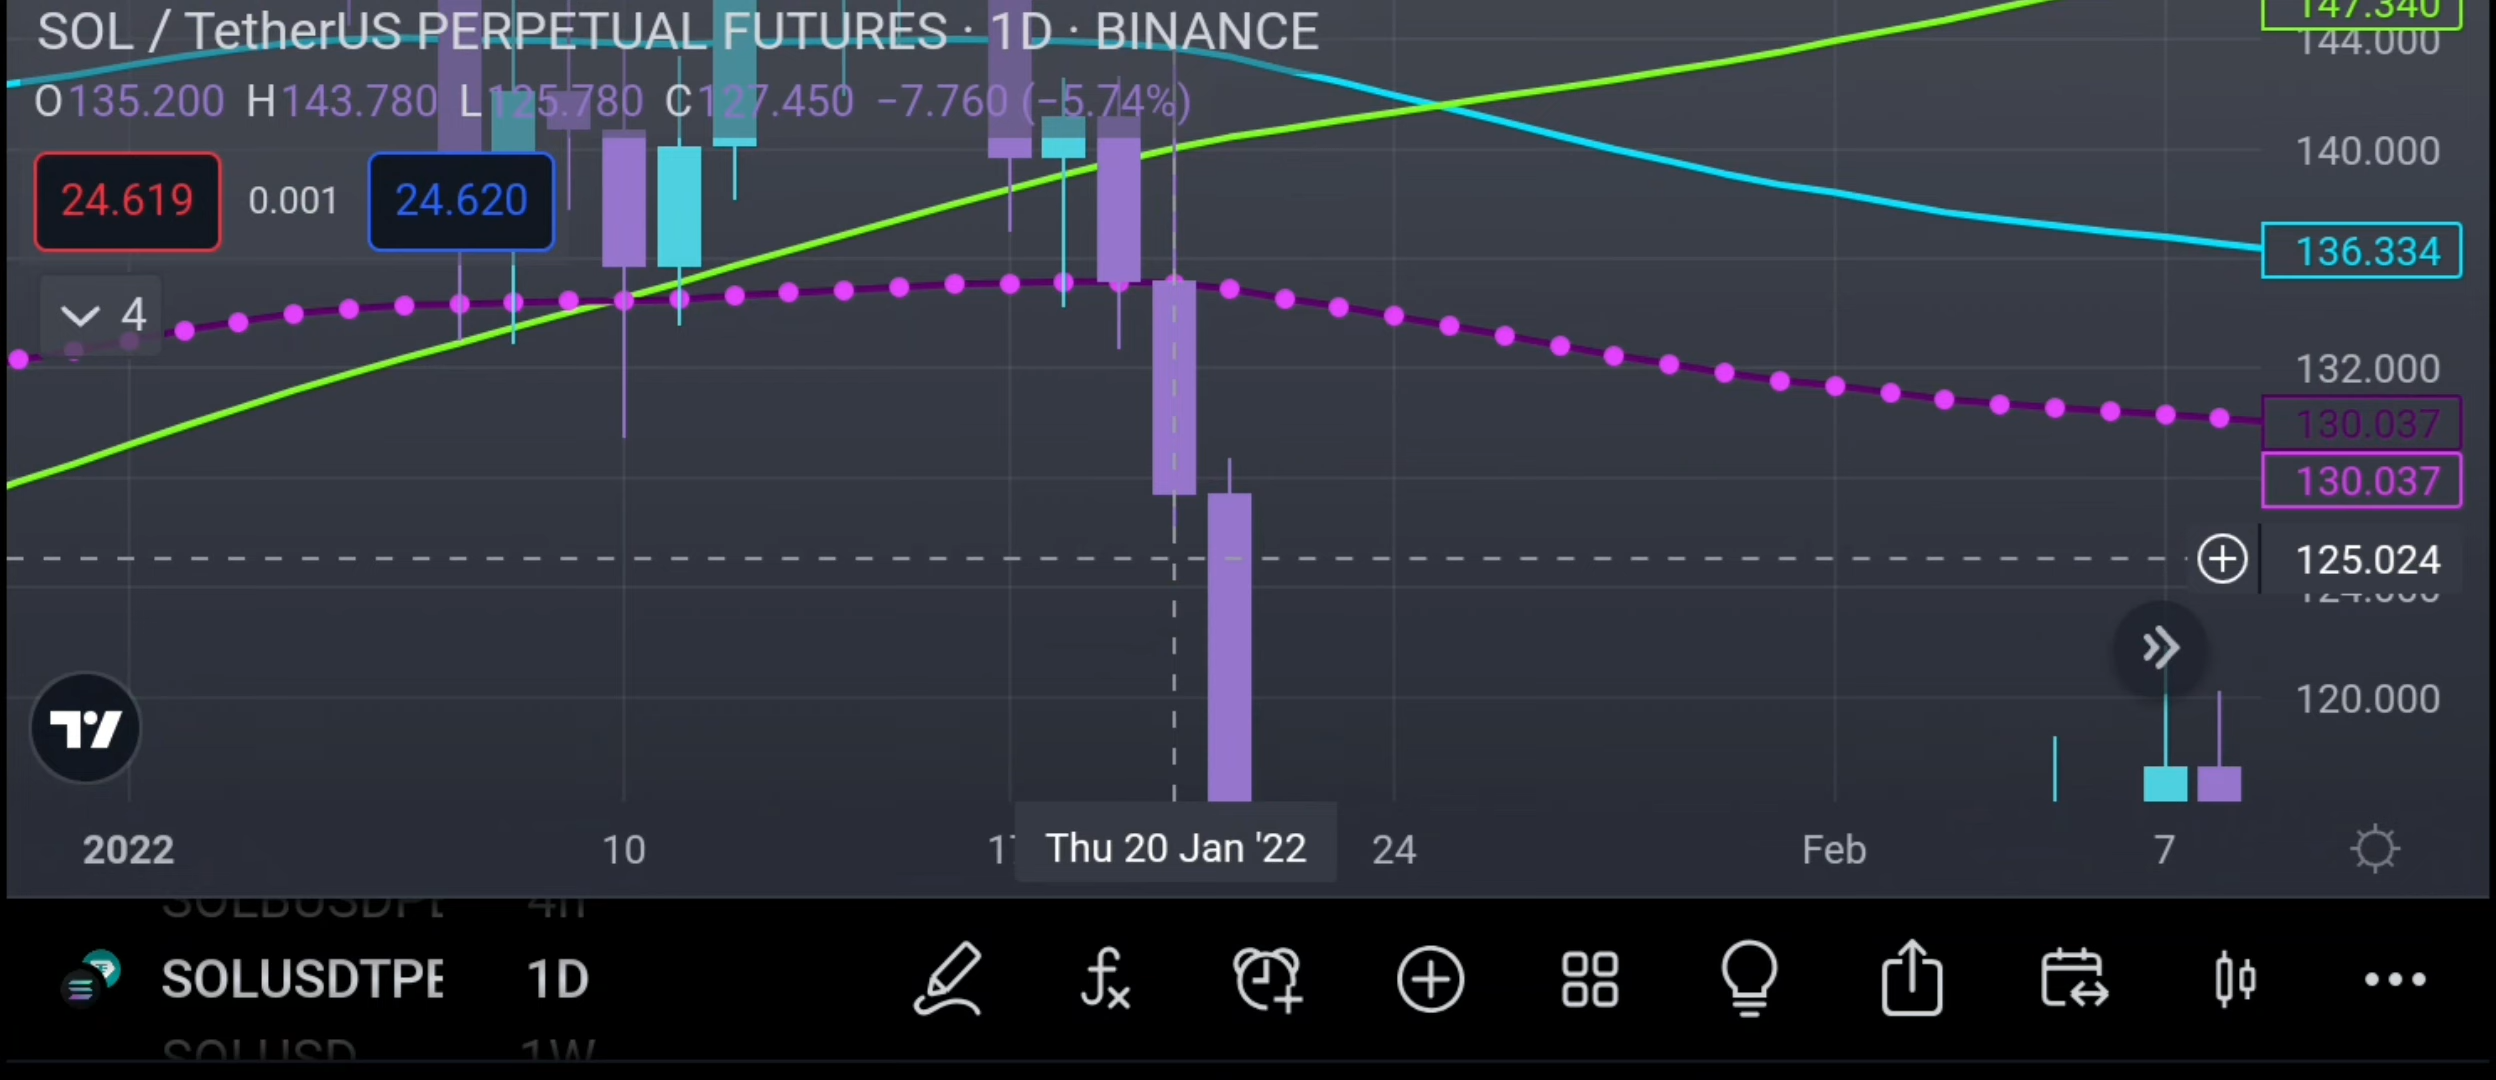 147.340
SOL / TetherUS PERPETUAL FUTURES · 1D · BINANCE
144.000
O135.200 H143.780 L125.780 C127.450 −7.760 (−5.74%)
140.000
24.619 0.001 24.620
136.334
4
132.000
130.037
130.037
125.024
124.000
120.000
2022 10 17 Thu 20 Jan '22 24 Feb 7
SOLBUSDPE 4h
SOLUSDTPE 1D
SOLUSD 1W